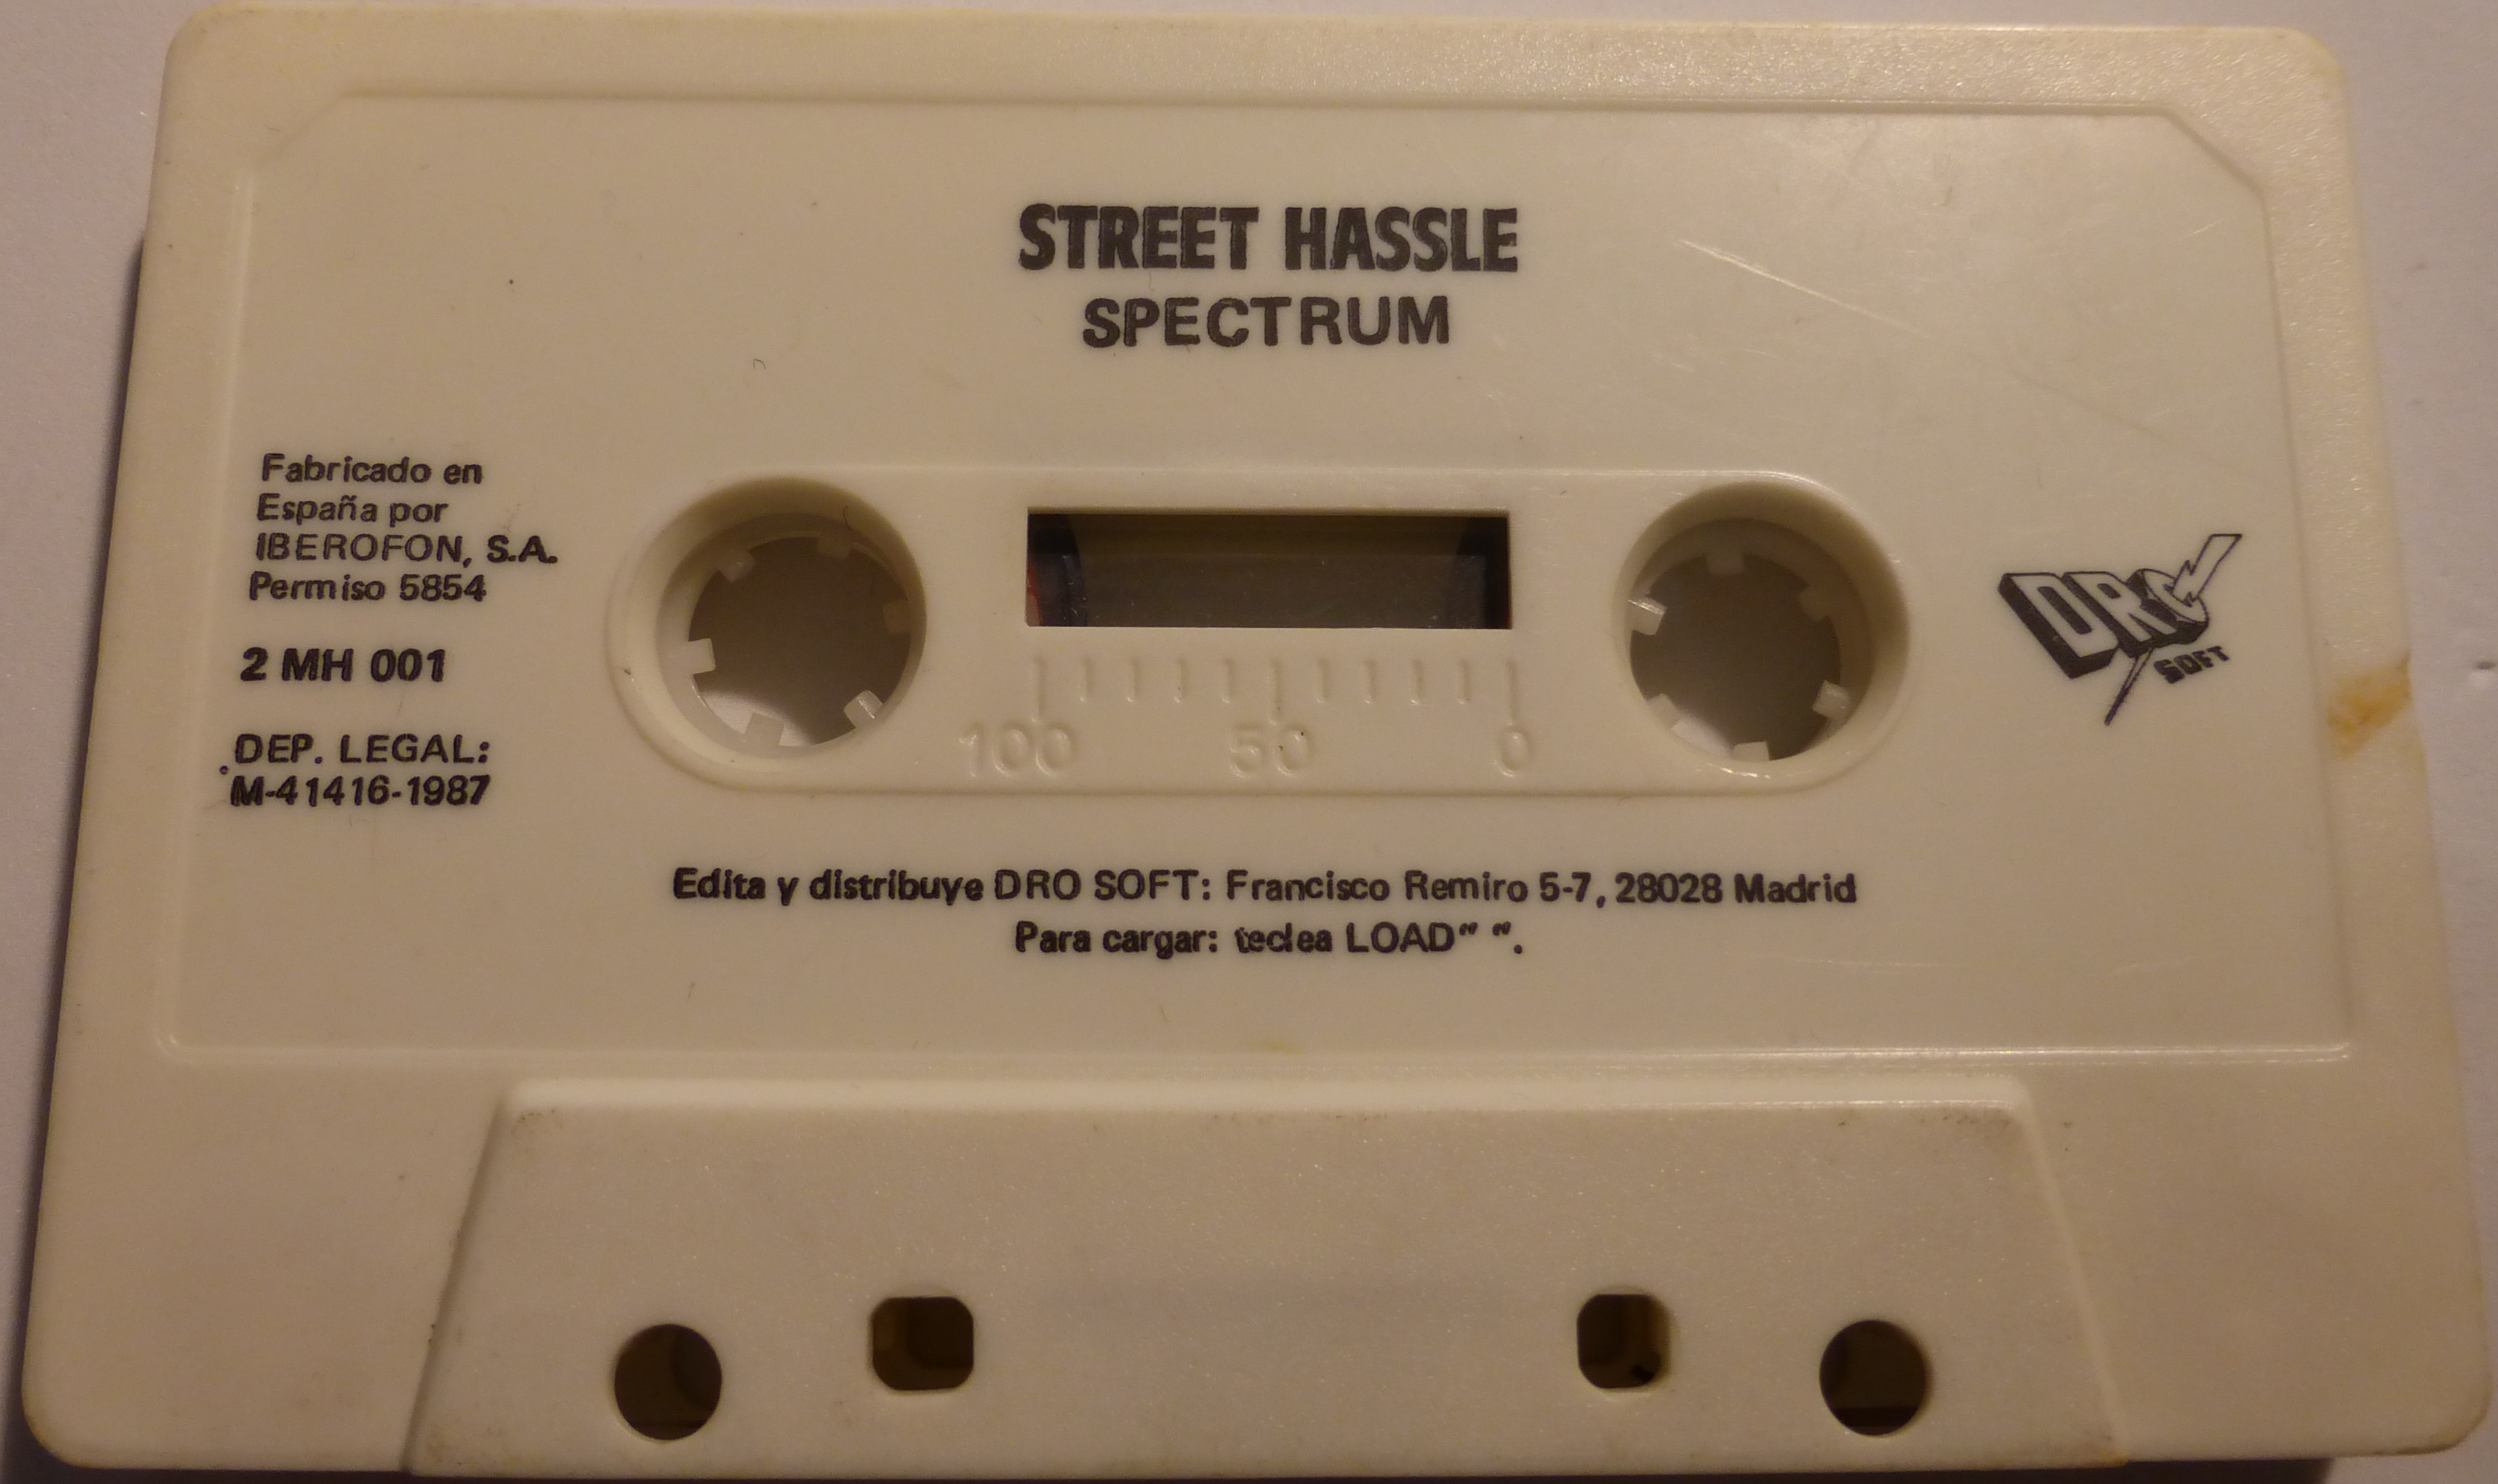 STREET HASSLE
SPECTRUM
Fabricado en
España por
IBEROFON, S.A.
Permiso 5854
2 MH 001
DEP. LEGAL:
M-41416-1987
100 50 0
DRO
SOFT
Edita y distribuye DRO SOFT: Francisco Remiro 5-7, 28028 Madrid
Para cargar: teclea LOAD“ “.